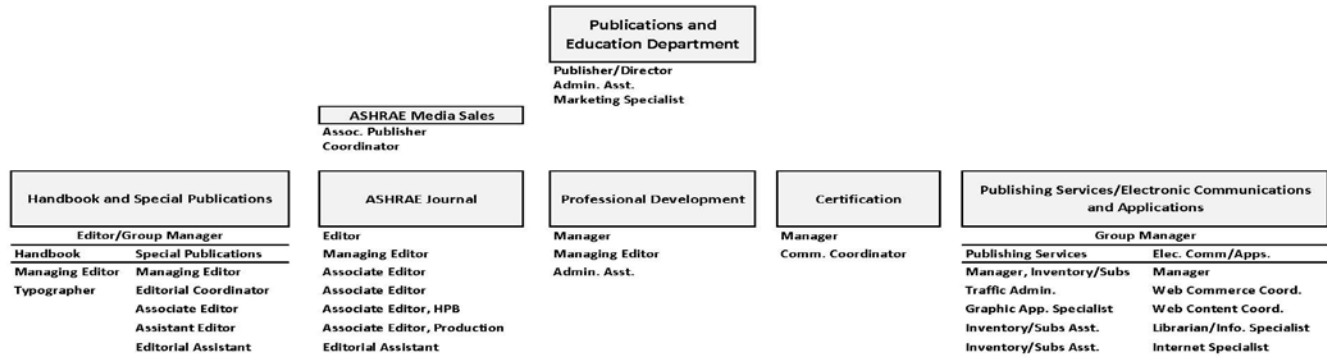 Publications and
Education Department
Publisher/Director
Admin. Asst.
Marketing Specialist
ASHRAE Media Sales
Assoc. Publisher
Coordinator
Handbook and Special Publications
Editor/Group Manager
Handbook Special Publications
Managing Editor Managing Editor
Typographer Editorial Coordinator
Associate Editor
Assistant Editor
Editorial Assistant
ASHRAE Journal
Editor
Managing Editor
Associate Editor
Associate Editor
Associate Editor, HPB
Associate Editor, Production
Editorial Assistant
Professional Development
Manager
Managing Editor
Admin. Asst.
Certification
Manager
Comm. Coordinator
Publishing Services/Electronic Communications
and Applications
Group Manager
Publishing Services Elec. Comm/Apps.
Manager, Inventory/Subs Manager
Traffic Admin. Web Commerce Coord.
Graphic App. Specialist Web Content Coord.
Inventory/Subs Asst. Librarian/Info. Specialist
Inventory/Subs Asst. Internet Specialist